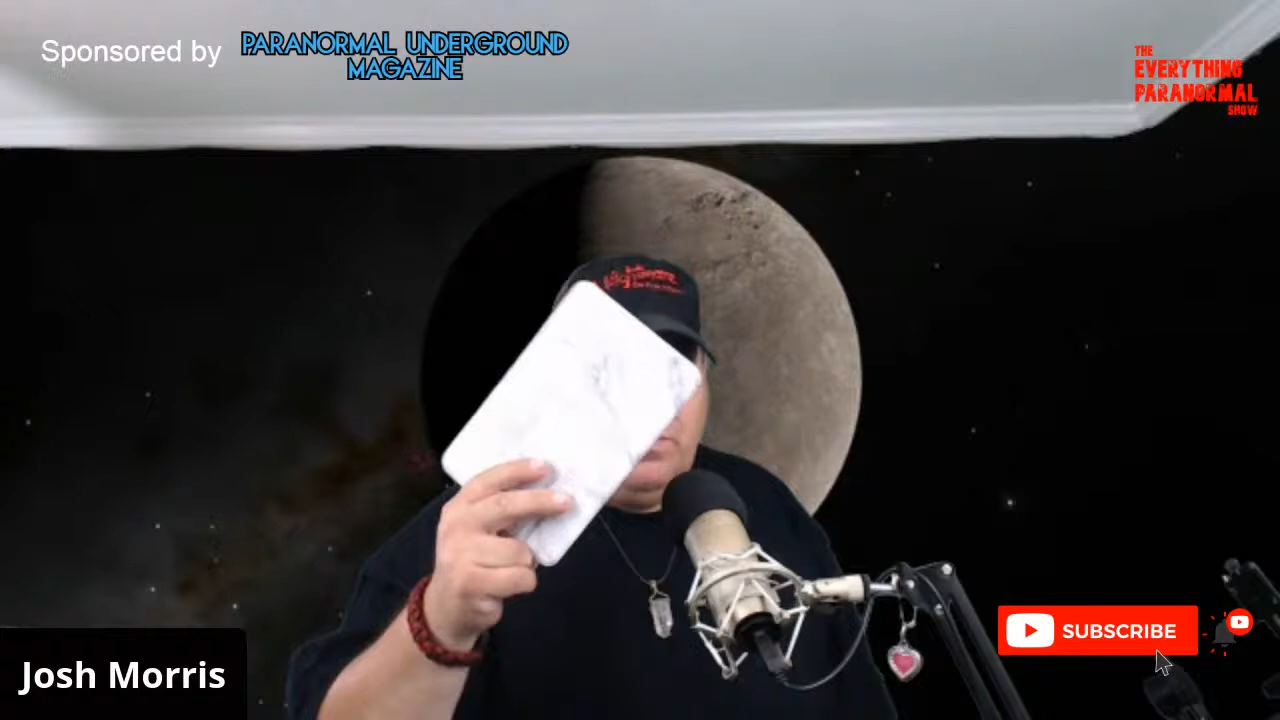 Sponsored by
PARANORMAL UNDERGROUND
MAGAZINE
THE
EVERYTHING
PARANORMAL
SHOW
SUBSCRIBE
Josh Morris